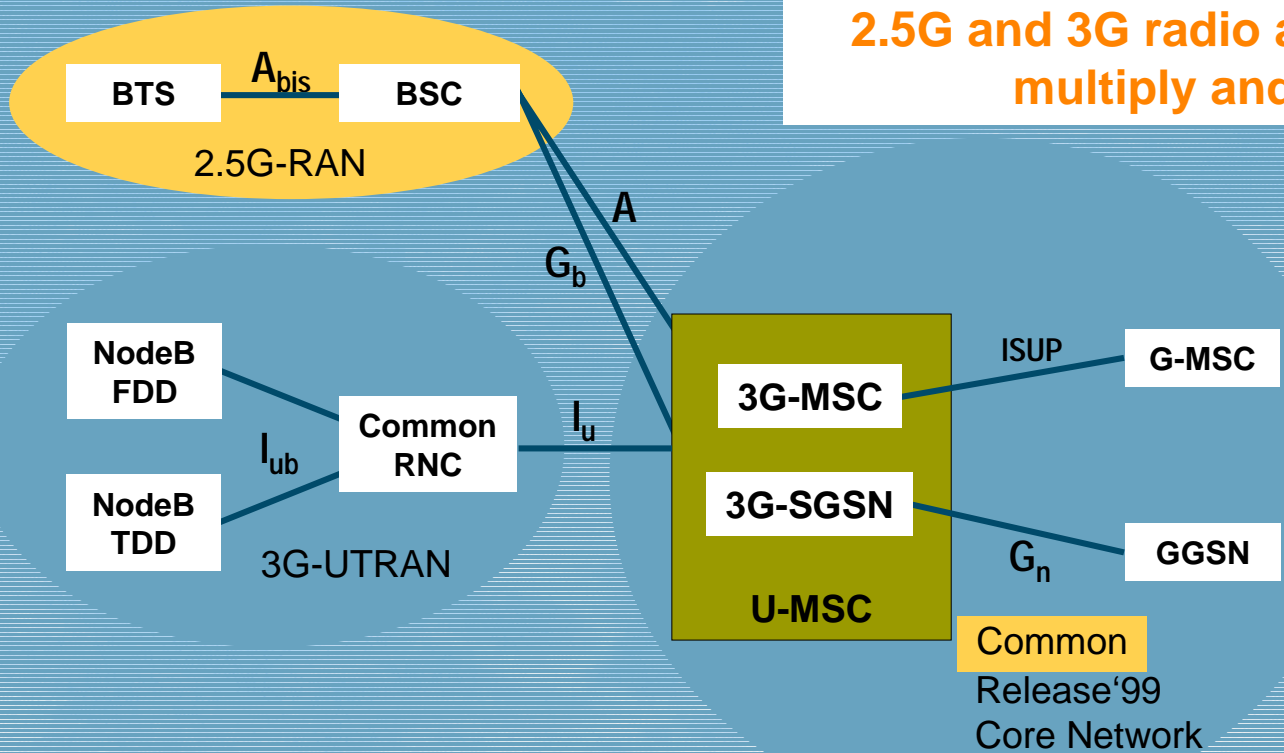 2.5G and 3G radio a
multiply and
BTS
Abis
BSC
2.5G-RAN
A
Gb
NodeB
FDD
NodeB
TDD
Iub
Common
RNC
3G-UTRAN
Iu
3G-MSC
3G-SGSN
U-MSC
ISUP
G-MSC
Gn
GGSN
Common
Release‘99
Core Network